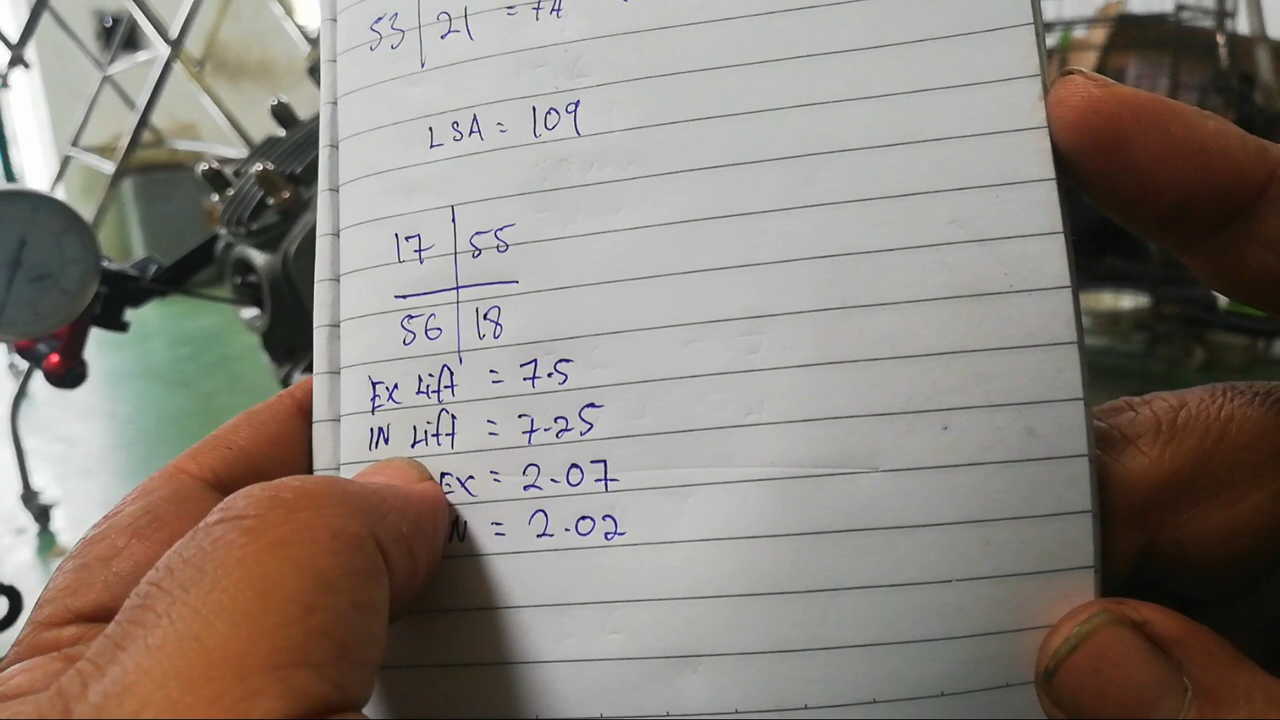 53 | 21 = 74
LSA = 109
17 | 55
56 | 18
Ex Lift = 7.5
IN Lift = 7.25
Ex = 2.07
N = 2.02